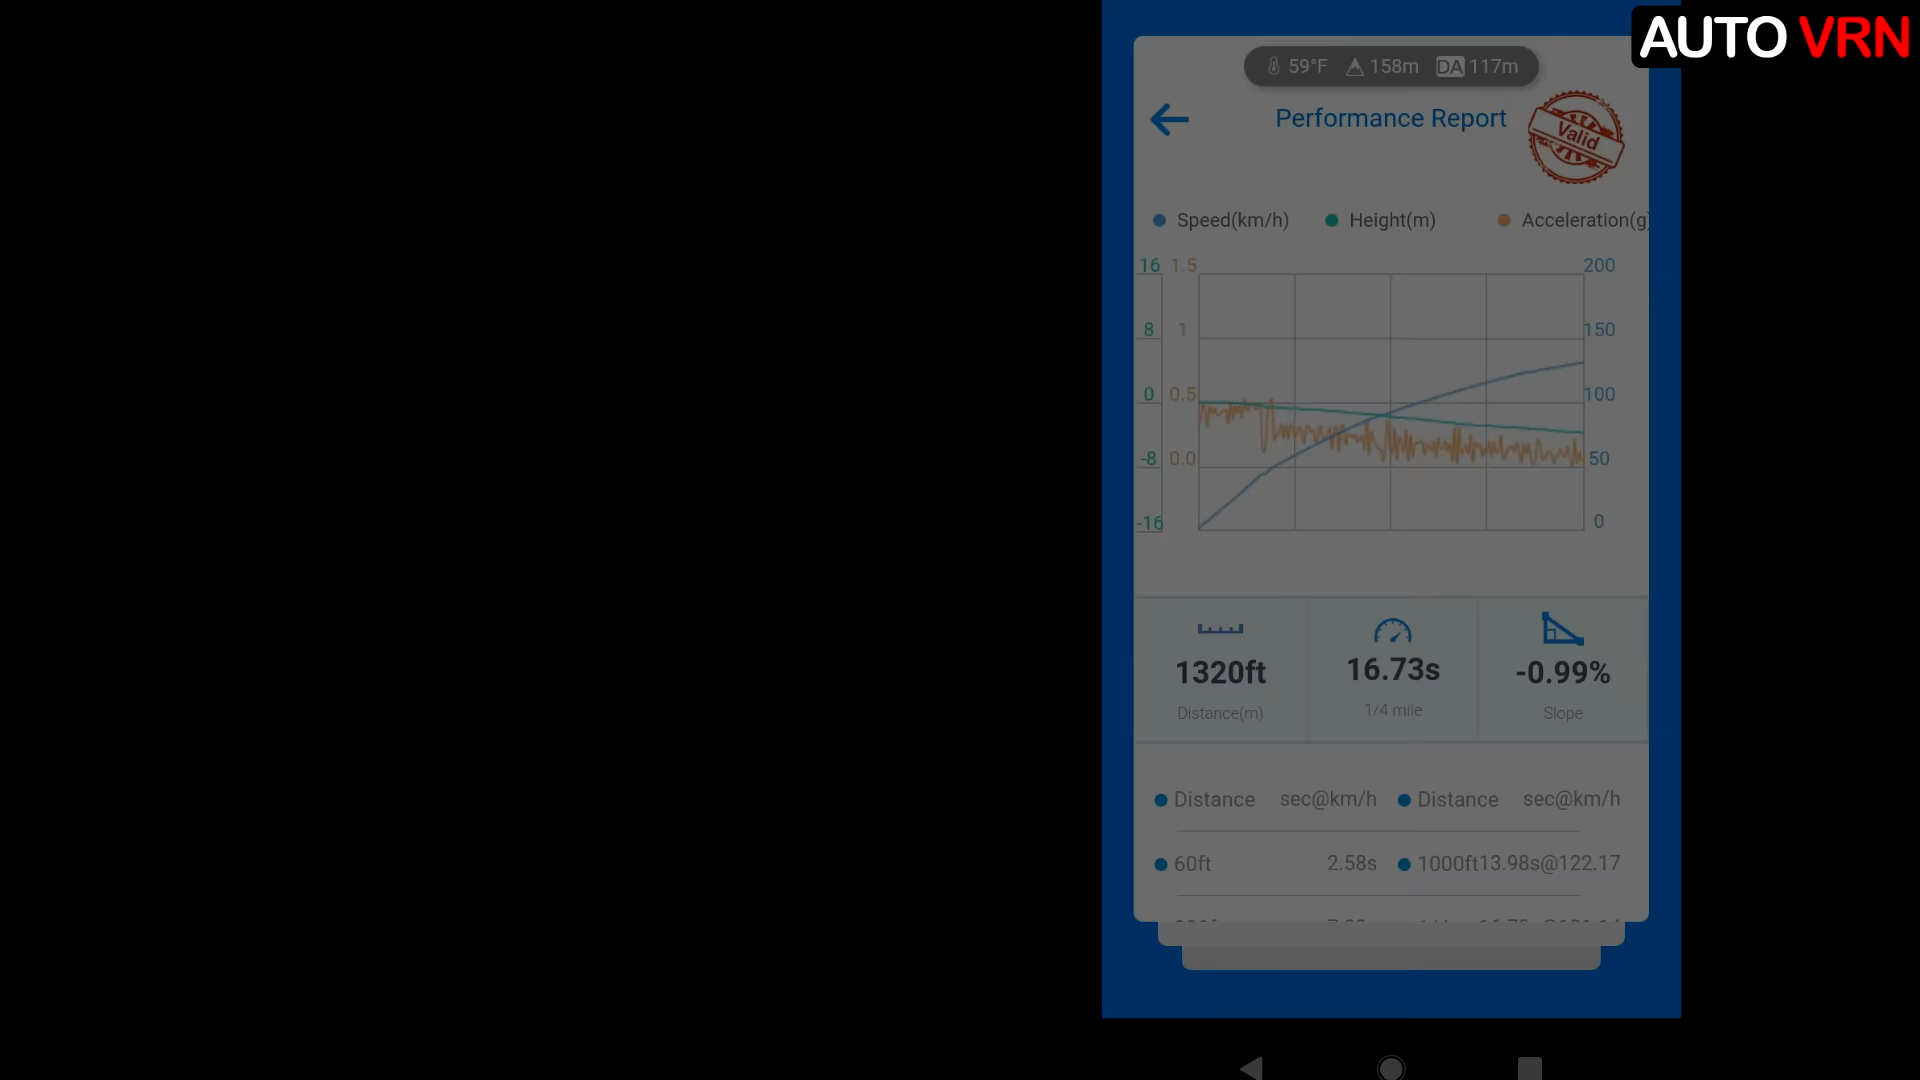 AUTO VRN
59°F 158m DA 117m
Performance Report
Valid
Speed(km/h) Height(m) Acceleration(g)
16 1.5 200
8 1 150
0 0.5 100
-8 0.0 50
-16 0
1320ft 16.73s -0.99%
Distance(m) 1/4 mile Slope
Distance sec@km/h Distance sec@km/h
60ft 2.58s 1000ft13.98s@122.17